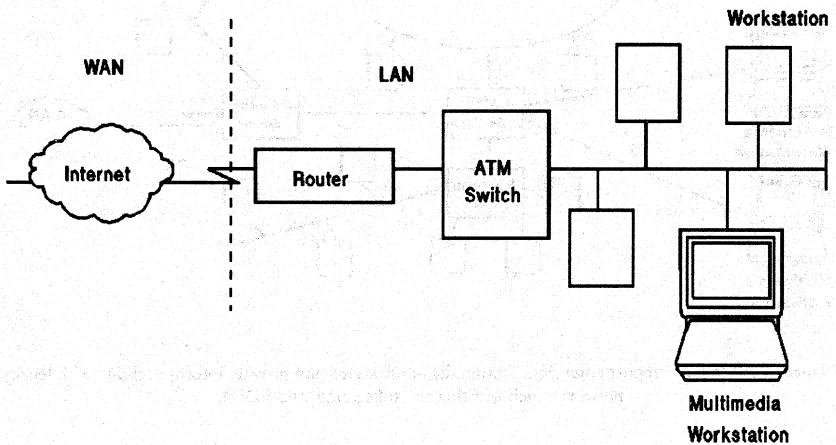 Workstation
WAN
LAN
Internet
Router
ATM
Switch
Multimedia
Workstation